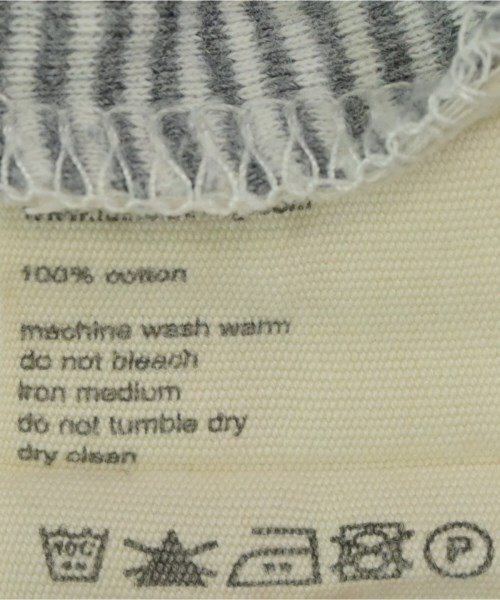 100% cotton
machine wash warm
do not bleach
iron medium
do not tumble dry
dry clean
P